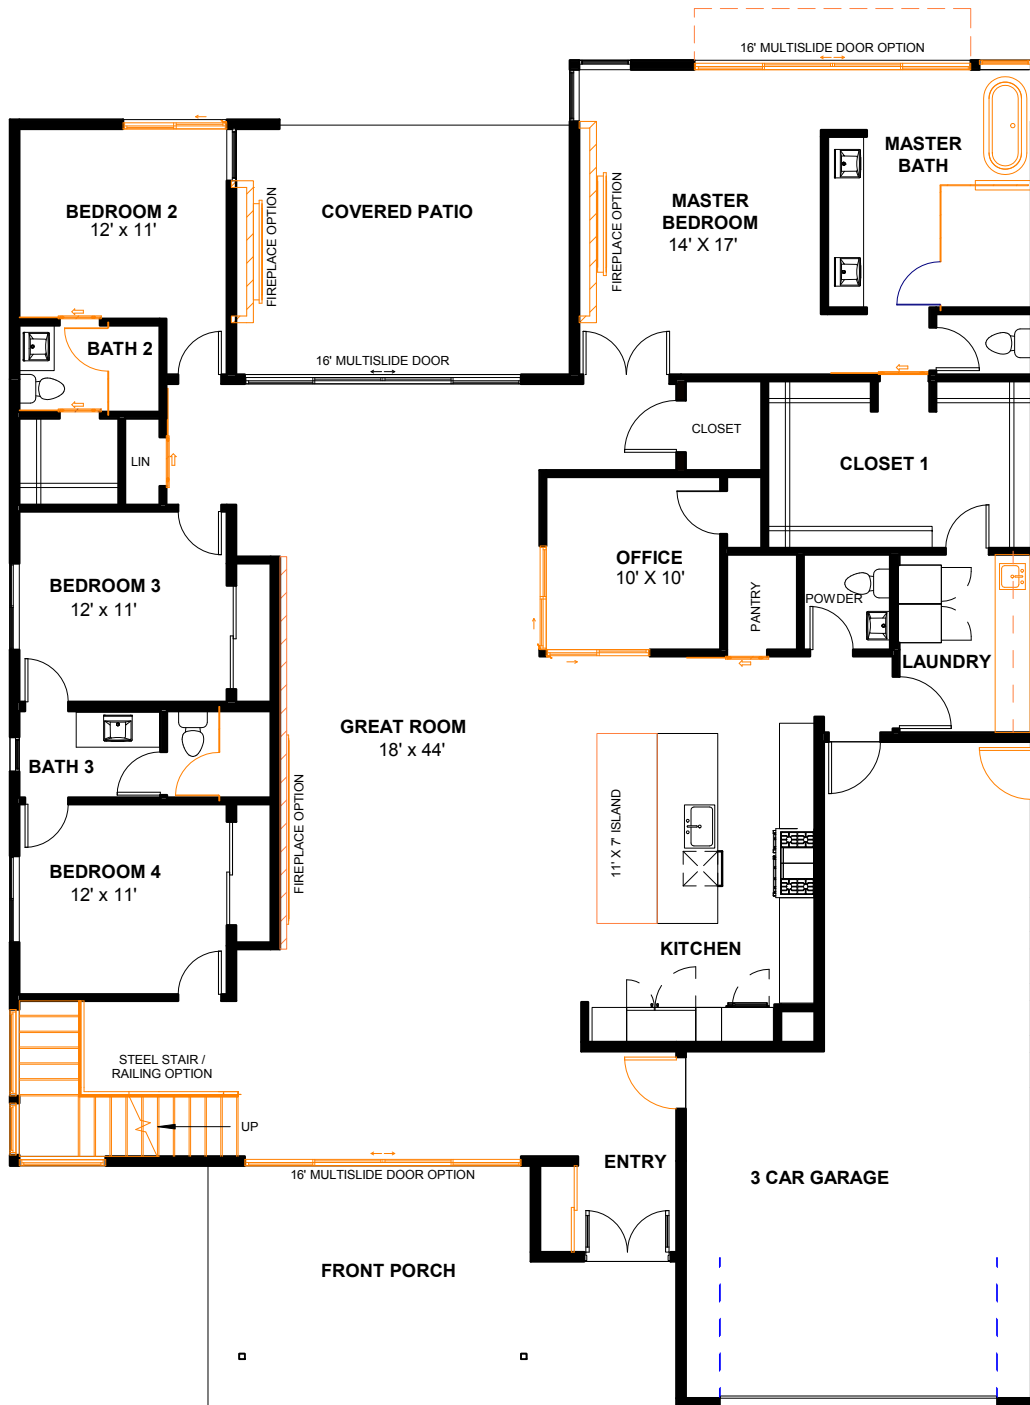 16' MULTISLIDE DOOR OPTION
MASTER
BATH
BEDROOM 2
12' x 11'
FIREPLACE OPTION
COVERED PATIO
FIREPLACE OPTION
MASTER
BEDROOM
14' X 17'
BATH 2
16' MULTISLIDE DOOR
LIN
CLOSET
CLOSET 1
BEDROOM 3
12' x 11'
OFFICE
10' X 10'
PANTRY
POWDER
LAUNDRY
GREAT ROOM
18' x 44'
BATH 3
FIREPLACE OPTION
11' X 7' ISLAND
BEDROOM 4
12' x 11'
KITCHEN
STEEL STAIR /
RAILING OPTION
UP
16' MULTISLIDE DOOR OPTION
ENTRY
3 CAR GARAGE
FRONT PORCH